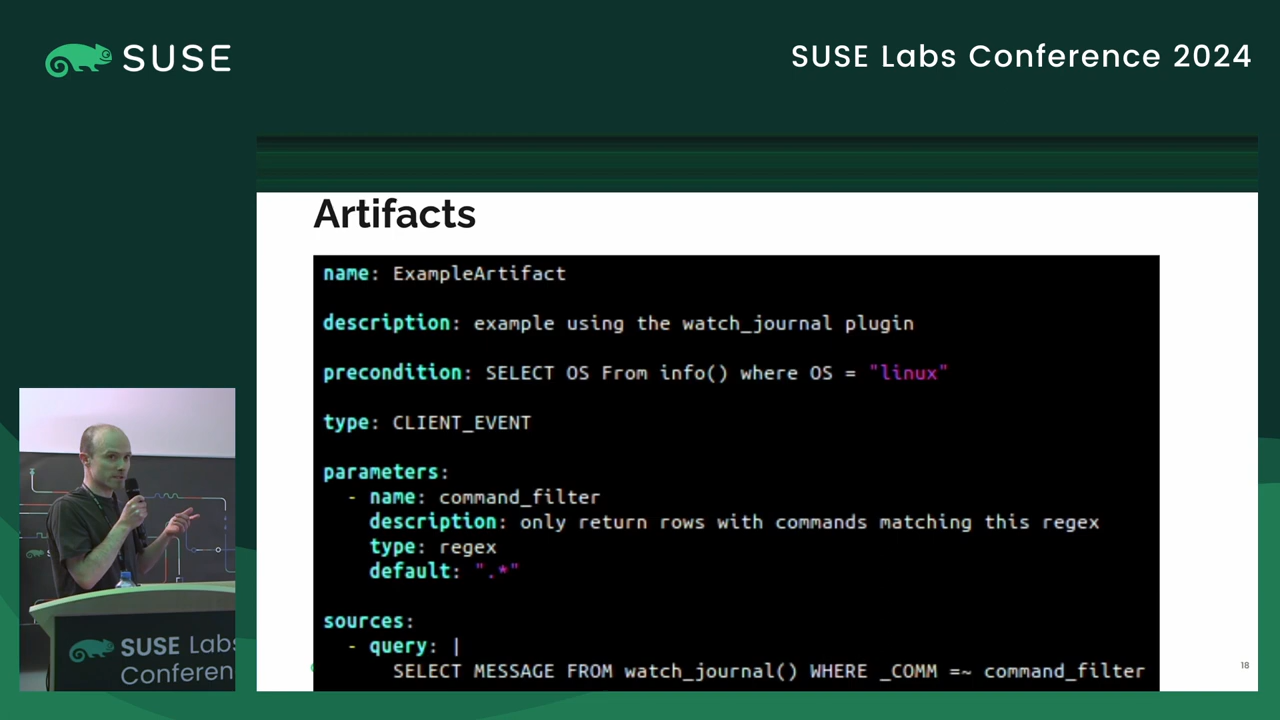 SUSE
SUSE Labs Conference 2024
Artifacts
name: ExampleArtifact
description: example using the watch_journal plugin
precondition: SELECT OS From info() where OS = "linux"
type: CLIENT_EVENT
parameters:
- name: command_filter
description: only return rows with commands matching this regex
type: regex
default: ".*"
sources:
- query: |
SELECT MESSAGE FROM watch_journal() WHERE _COMM =~ command_filter
18
SUSE Labs
Conferen